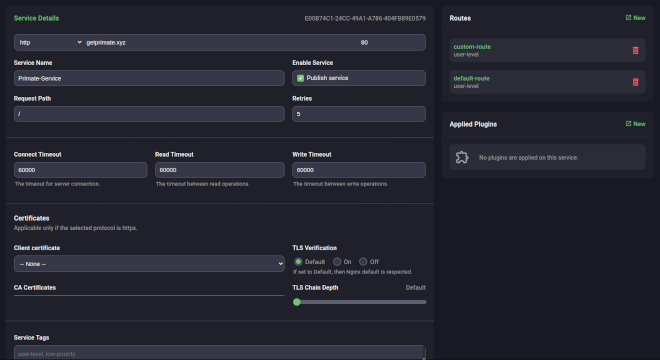 Service Details
E00B74C1-24CC-49A1-A786-404FB89E0579
http
getprimate.xyz
80
Service Name
Enable Service
Primate-Service
Publish service
Request Path
Retries
/
5
Connect Timeout
Read Timeout
Write Timeout
60000
60000
60000
The timeout for server connection.
The timeout between read operations.
The timeout between write operations.
Certificates
Applicable only if the selected protocol is https.
Client certificate
TLS Verification
-- None --
Default
On
Off
If set to Default, then Nginx default is respected.
CA Certificates
TLS Chain Depth
Default
Service Tags
user-level, low-priority
Routes
New
custom-route
user-level
default-route
user-level
Applied Plugins
New
No plugins are applied on this service.